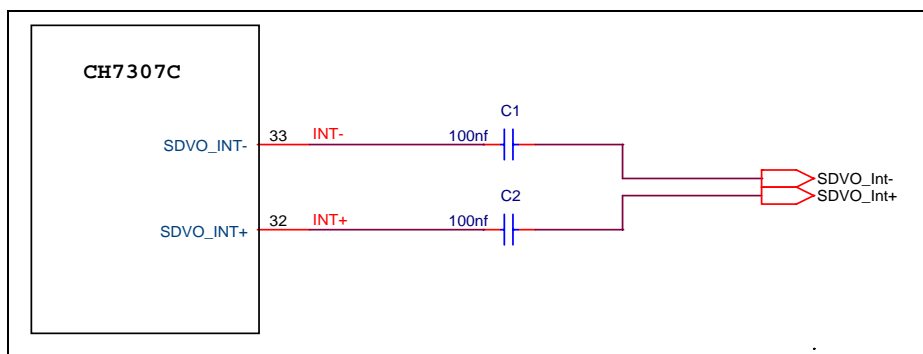 CH7307C
C1
SDVO_INT- 33 INT- 100nf
SDVO_Int-
SDVO_Int+
C2
SDVO_INT+ 32 INT+ 100nf